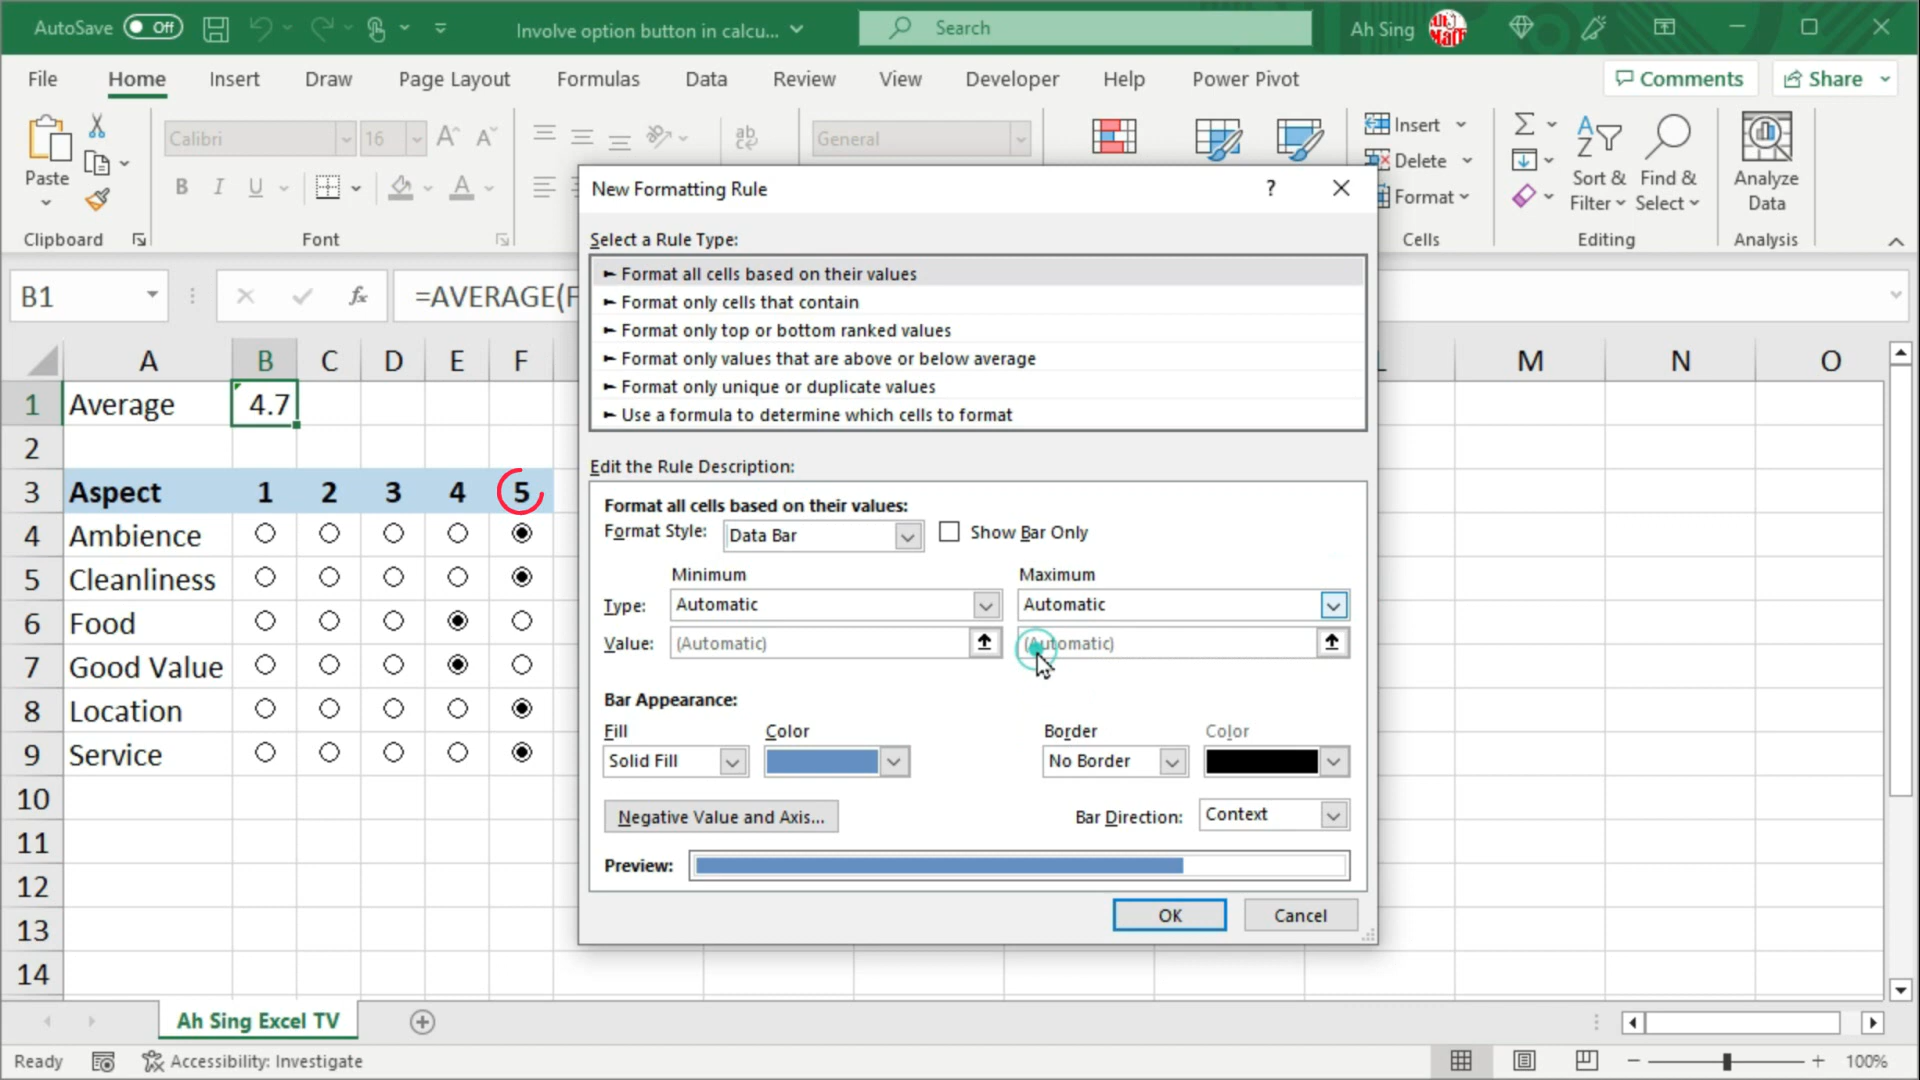 AutoSave Off Involve option button in calcu... Search Ah Sing
File Home Insert Draw Page Layout Formulas Data Review View Developer Help Power Pivot Comments Share
Paste Calibri 16 General Insert Delete Format Sort & Filter Find & Select Analyze Data
Clipboard Font Cells Editing Analysis
B1 =AVERAGE(F
A B C D E F L M N O
1 Average 4.7
2
3 Aspect 1 2 3 4 5
4 Ambience
5 Cleanliness
6 Food
7 Good Value
8 Location
9 Service
10
11
12
13
14
New Formatting Rule ?
Select a Rule Type:
► Format all cells based on their values
► Format only cells that contain
► Format only top or bottom ranked values
► Format only values that are above or below average
► Format only unique or duplicate values
► Use a formula to determine which cells to format
Edit the Rule Description:
Format all cells based on their values:
Format Style: Data Bar Show Bar Only
Minimum Maximum
Type: Automatic Automatic
Value: (Automatic) (Automatic)
Bar Appearance:
Fill Color Border Color
Solid Fill No Border
Negative Value and Axis... Bar Direction: Context
Preview:
OK Cancel
Ah Sing Excel TV
Ready Accessibility: Investigate 100%